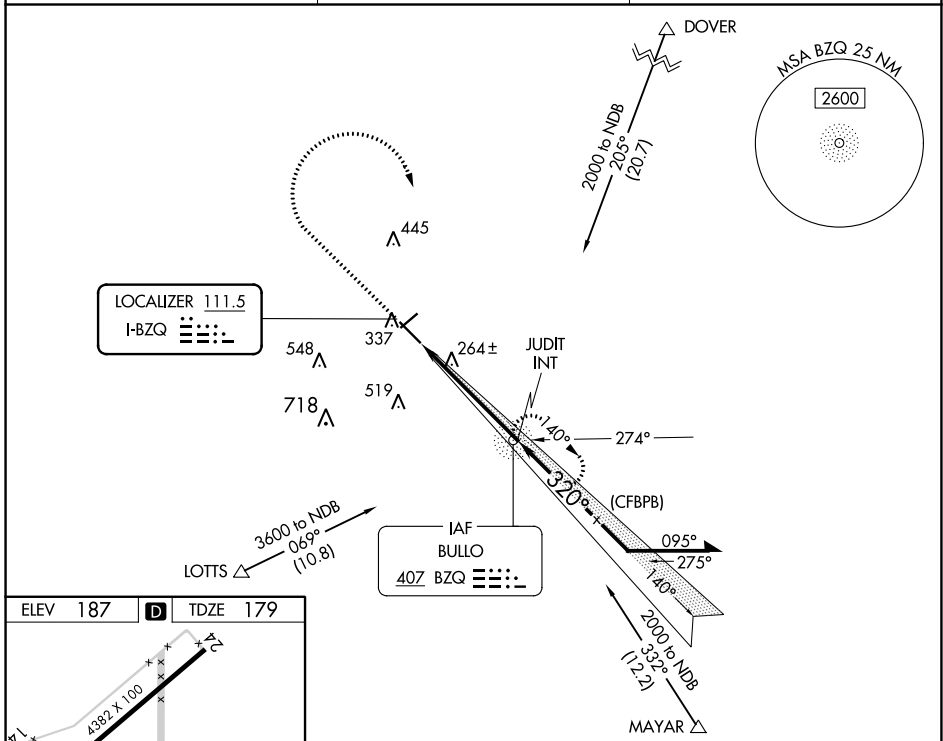 DOVER
MSA BZQ 25 NM
2600
2000 to NDB
205°
(20.7)
445
LOCALIZER 111.5
I-BZQ
337
548
264±
JUDIT
INT
519
718
140°
274°
320°
(CFBPB)
3600 to NDB
069°
(10.8)
LOTTS
IAF
BULLO
407 BZQ
095°
275°
140°
2000 to NDB
332°
(12.2)
MAYAR
ELEV 187 D TDZE 179
24
4382 X 100
14